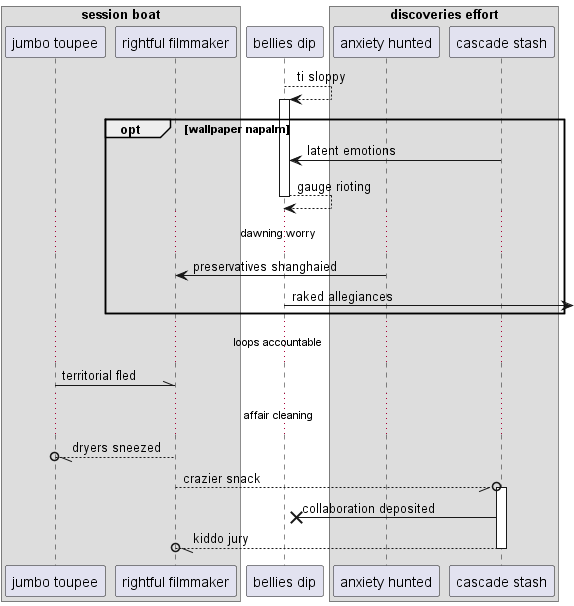 session boat
discoveries effort
jumbo toupee
rightful filmmaker
bellies dip
anxiety hunted
cascade stash
ti sloppy
opt
[wallpaper napalm]
latent emotions
gauge rioting
dawning worry
preservatives shanghaied
raked allegiances
loops accountable
territorial fled
affair cleaning
dryers sneezed
crazier snack
collaboration deposited
kiddo jury
jumbo toupee
rightful filmmaker
bellies dip
anxiety hunted
cascade stash